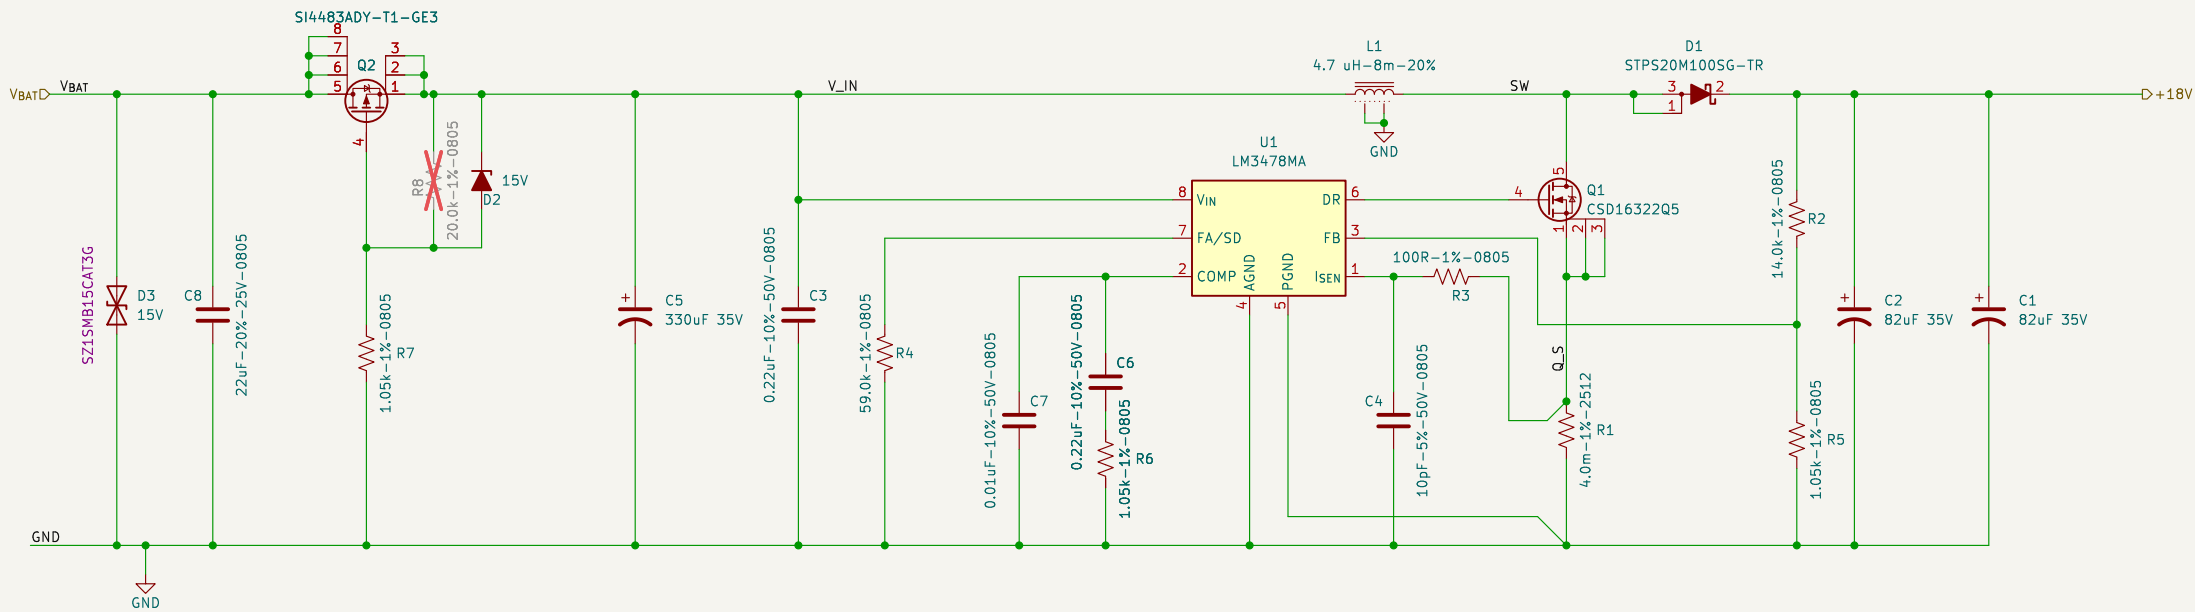 SI4483ADY-T1-GE3
8
7
6
5
3
2
1
4
Q2
VBAT
VBAT
V_IN
L1
4.7 uH-8m-20%
GND
SW
D1
STPS20M100SG-TR
3
1
2
+18V
R8
20.0k-1%-0805
15V
D2
U1
LM3478MA
8
VIN
7
FA/SD
2
COMP
DR
6
FB
3
ISEN
1
AGND
4
PGND
5
5
4
Q1
CSD16322Q5
1
2
3
100R-1%-0805
R3
14.0k-1%-0805
R2
SZ1SMB15CAT3G
D3
15V
C8
22uF-20%-25V-0805
1.05k-1%-0805
R7
C5
330uF 35V
+
0.22uF-10%-50V-0805
C3
59.0k-1%-0805
R4
0.01uF-10%-50V-0805
C7
0.22uF-10%-50V-0805
C6
1.05k-1%-0805
R6
C4
10pF-5%-50V-0805
Q_S
4.0m-1%-2512
R1
1.05k-1%-0805
R5
+
C2
82uF 35V
+
C1
82uF 35V
GND
GND